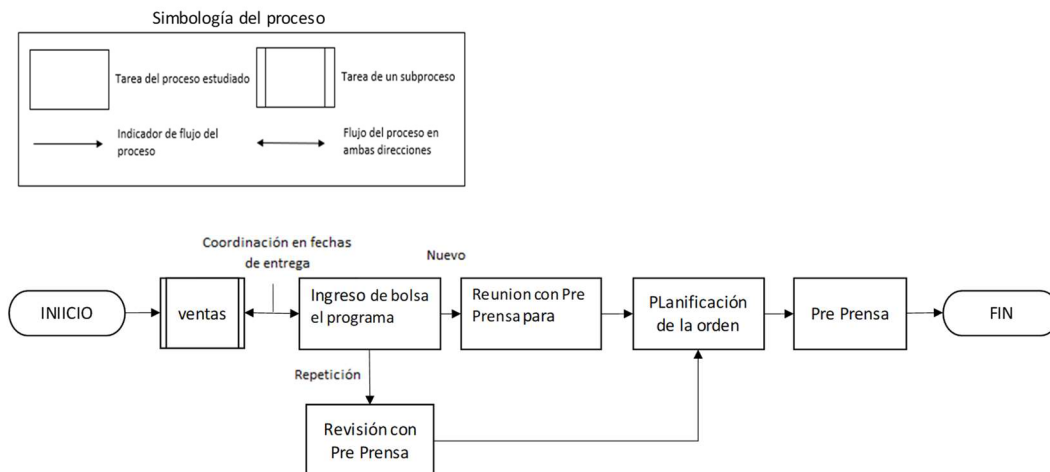 Simbología del proceso
Tarea del proceso estudiado
Tarea de un subproceso
Indicador de flujo del
proceso
Flujo del proceso en
ambas direcciones
Coordinación en fechas
de entrega
Nuevo
INIICIO
ventas
Ingreso de bolsa
el programa
Reunion con Pre
Prensa para
PLanificación
de la orden
Pre Prensa
FIN
Repetición
Revisión con
Pre Prensa